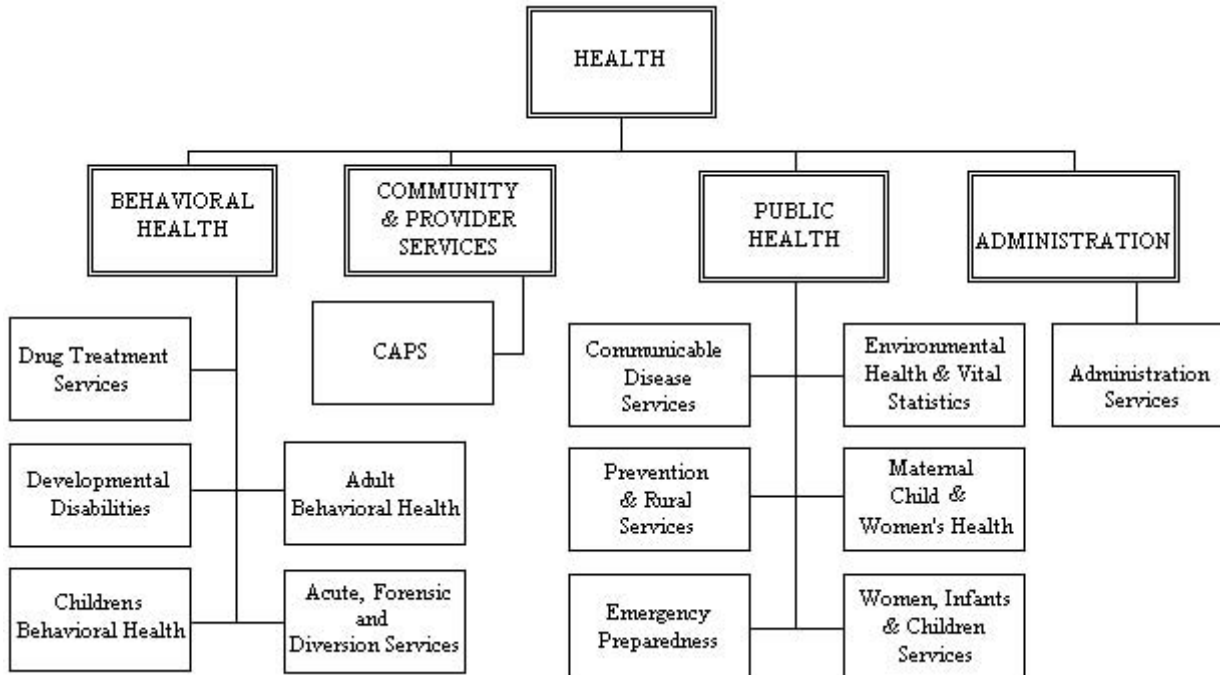 HEALTH
BEHAVIORAL
HEALTH
COMMUNITY
& PROVIDER
SERVICES
PUBLIC
HEALTH
ADMINISTRATION
Drug Treatment
Services
CAPS
Communicable
Disease
Services
Environmental
Health & Vital
Statistics
Administration
Services
Developmental
Disabilities
Adult
Behavioral Health
Prevention
& Rural
Services
Maternal
Child &
Women's Health
Childrens
Behavioral Health
Acute, Forensic
and
Diversion Services
Emergency
Preparedness
Women, Infants
& Children
Services